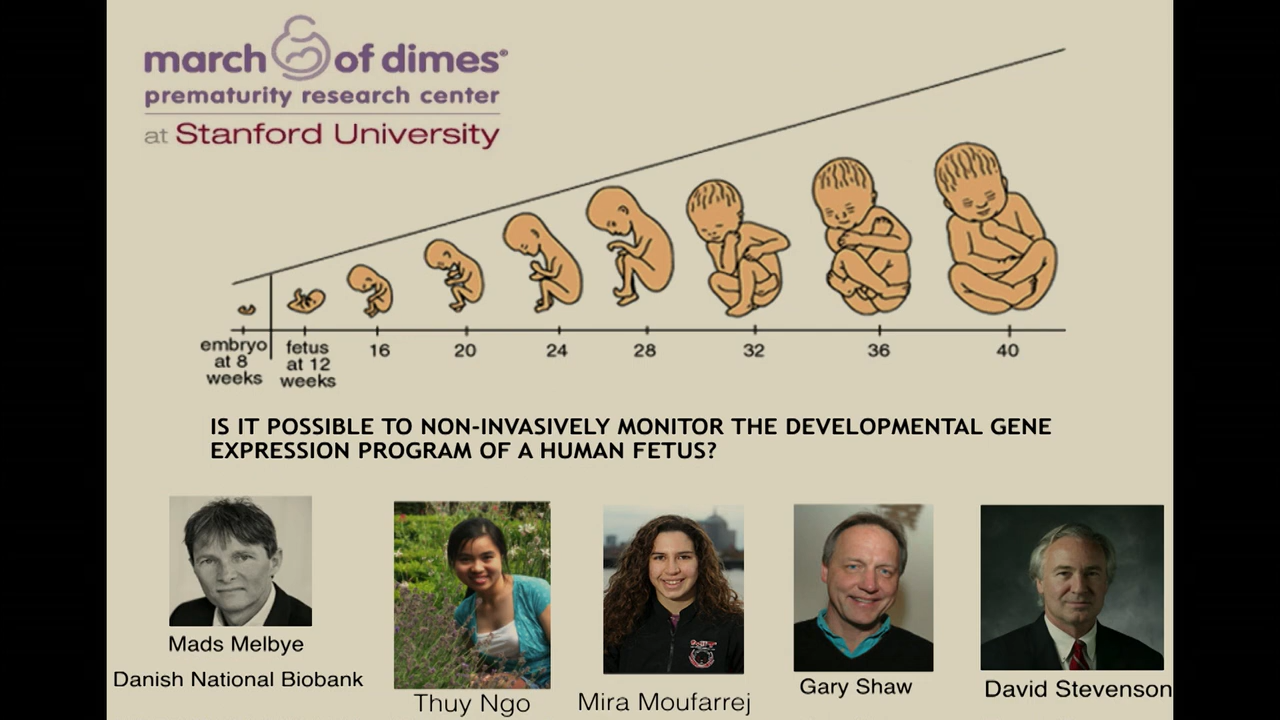 march of dimes®
prematurity research center
at Stanford University
embryo
at 8
weeks
fetus
at 12
weeks
16 20 24 28 32 36 40
IS IT POSSIBLE TO NON-INVASIVELY MONITOR THE DEVELOPMENTAL GENE
EXPRESSION PROGRAM OF A HUMAN FETUS?
Mads Melbye
Danish National Biobank
Thuy Ngo
Mira Moufarrej
Gary Shaw
David Stevenson